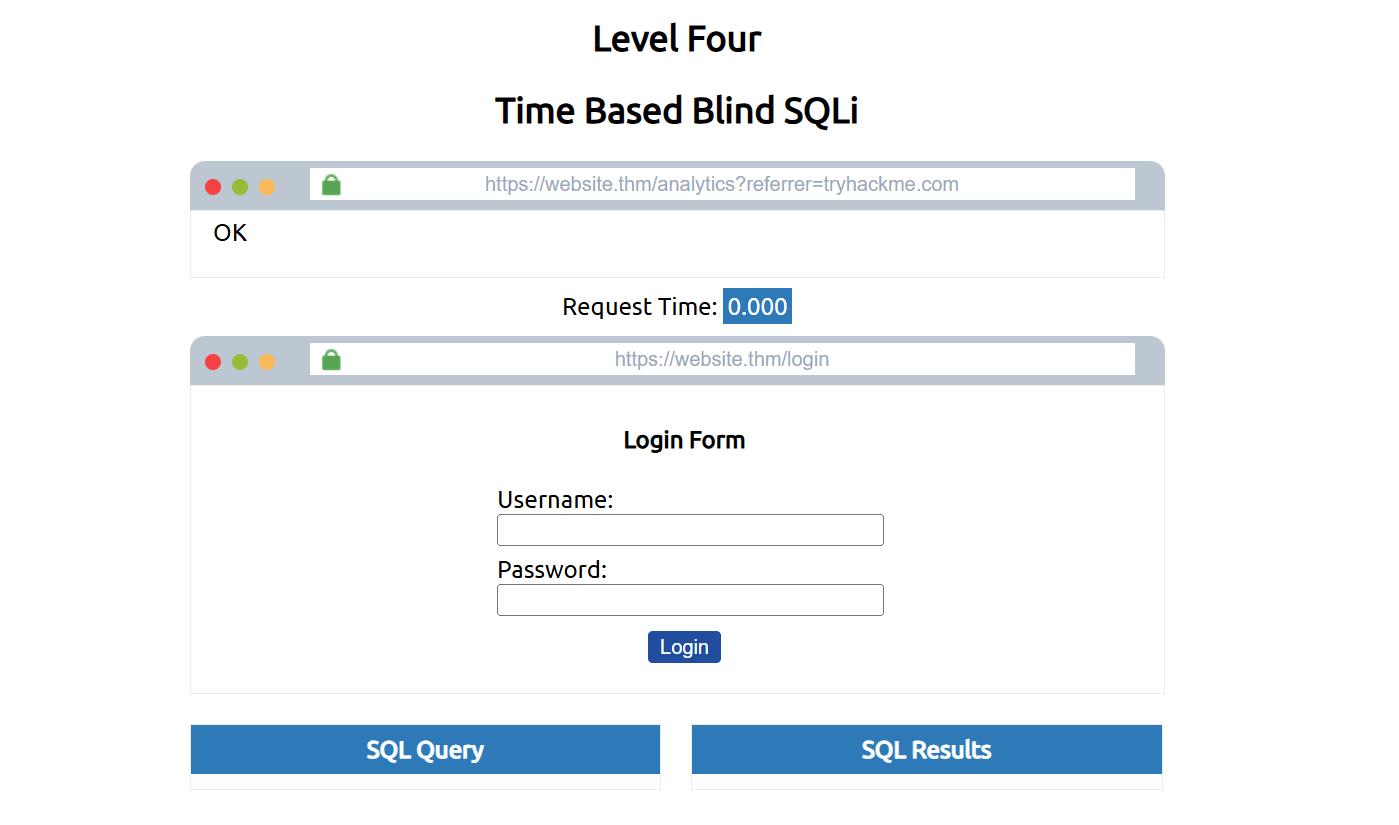 Level Four
Time Based Blind SQLi
https://website.thm/analytics?referrer=tryhackme.com
OK
Request Time: 0.000
https://website.thm/login
Login Form
Username:
Password:
Login
SQL Query
SQL Results